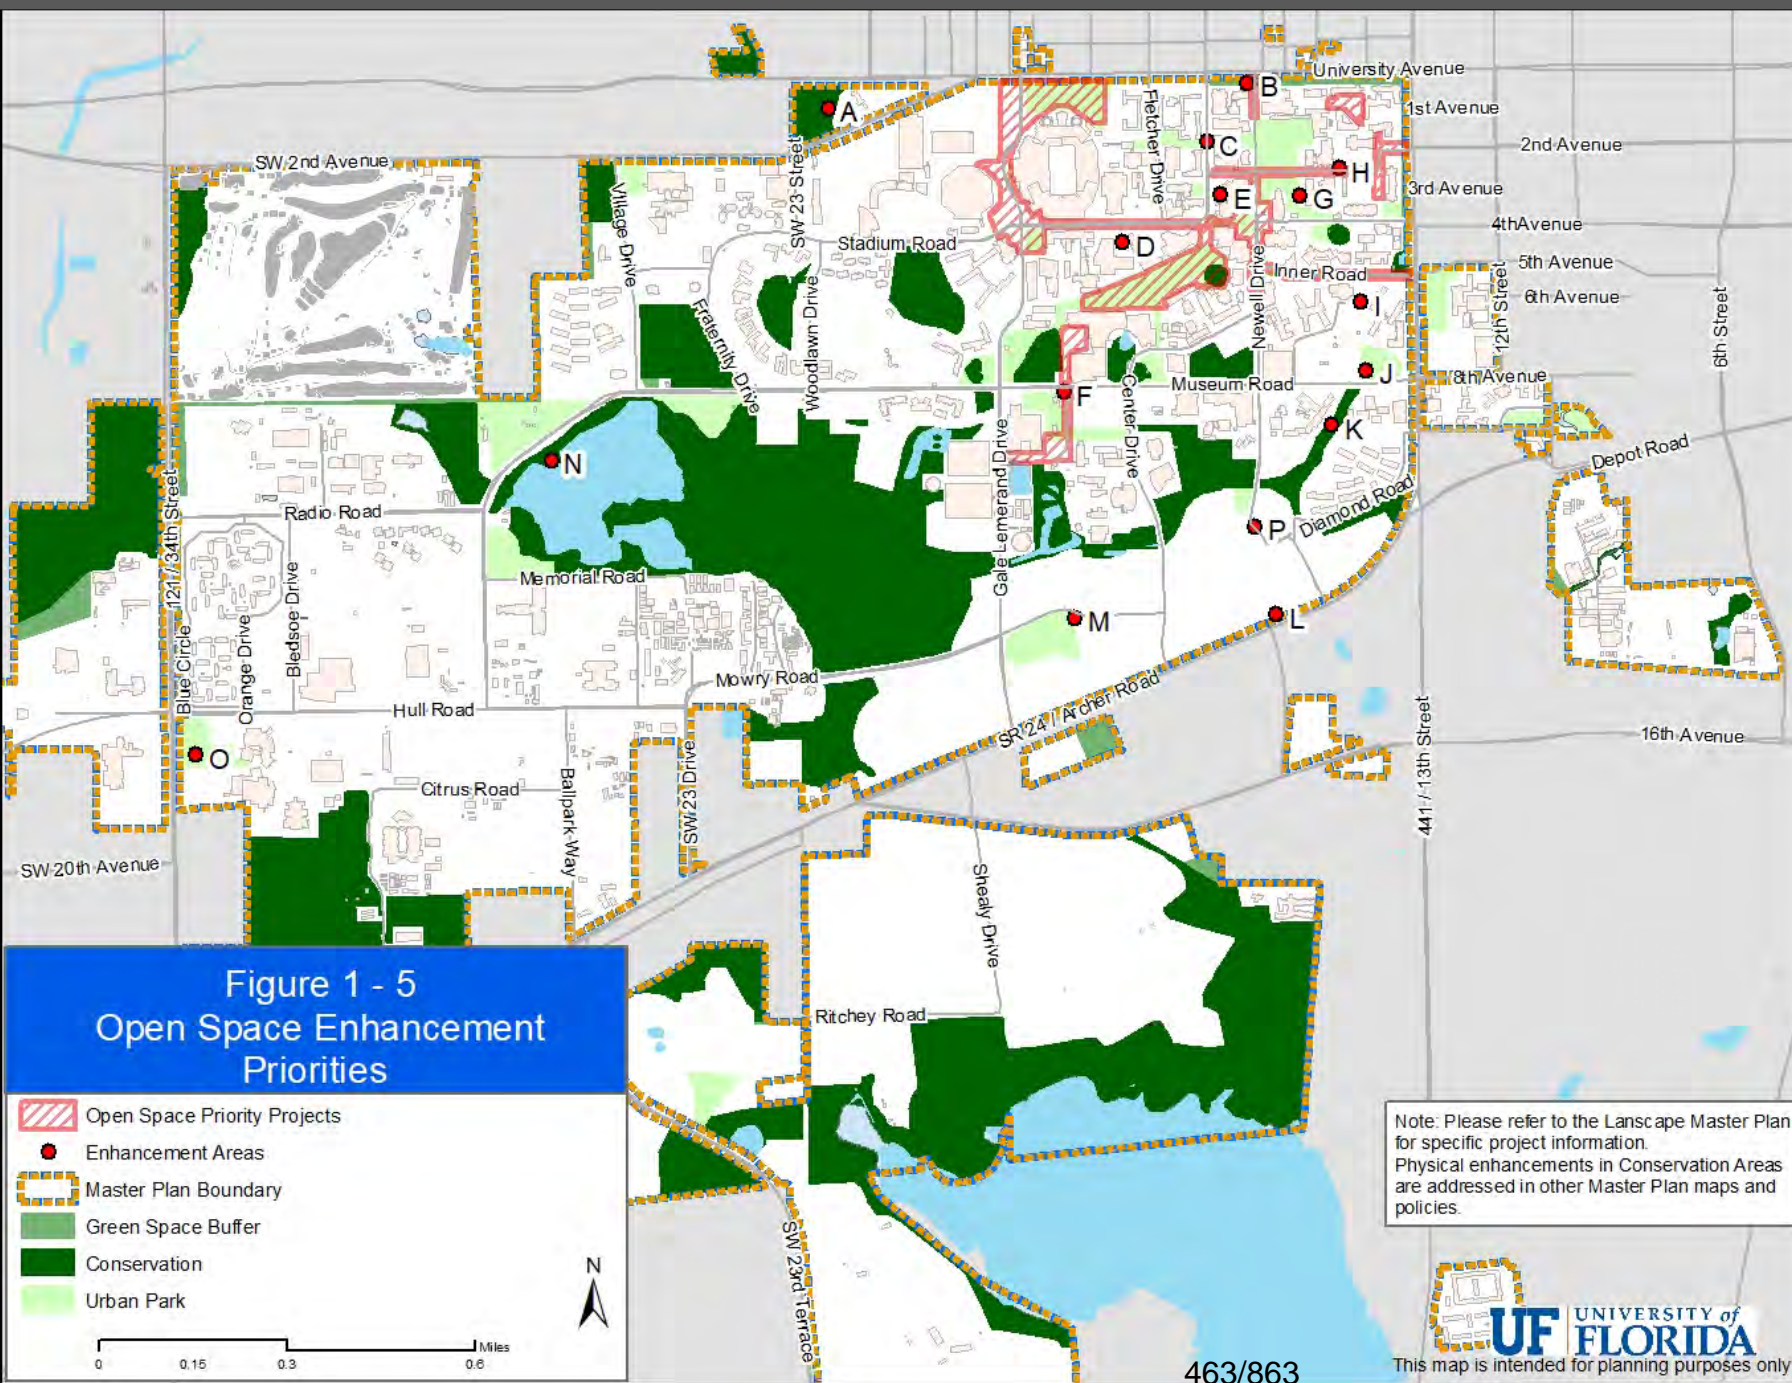 University Avenue
B
1st Avenue
A
Fletcher Drive
C
2nd Avenue
SW 2nd Avenue
SW 23 Street
H
3rd Avenue
Village Drive
E
G
4thAvenue
Stadium Road
D
Newell Drive
Inner Road
5th Avenue
6th Avenue
12th Street
6th Street
I
Fraternity Drive
Woodlawn Drive
J
8th Avenue
Museum Road
Center Drive
F
K
Depot Road
N
Gale Lemerand Drive
121 / 34th Street
Radio Road
Diamond Road
P
Memorial Road
Bledsoe Drive
M
L
Blue Circle
Orange Drive
Mowry Road
Hull Road
SR 24 / Archer Road
441 / 13th Street
16th Avenue
O
Citrus Road
Ballpark Way
SW 23 Drive
SW 20th Avenue
Shealy Drive
Ritchey Road
SW 23rd Terrace
Figure 1 - 5
Open Space Enhancement
Priorities
Open Space Priority Projects
Enhancement Areas
Master Plan Boundary
Green Space Buffer
Conservation
Urban Park
N
Miles
0 0.15 0.3 0.6
Note: Please refer to the Lanscape Master Plan
for specific project information.
Physical enhancements in Conservation Areas
are addressed in other Master Plan maps and
policies.
UF UNIVERSITY of
FLORIDA
This map is intended for planning purposes only
463/863